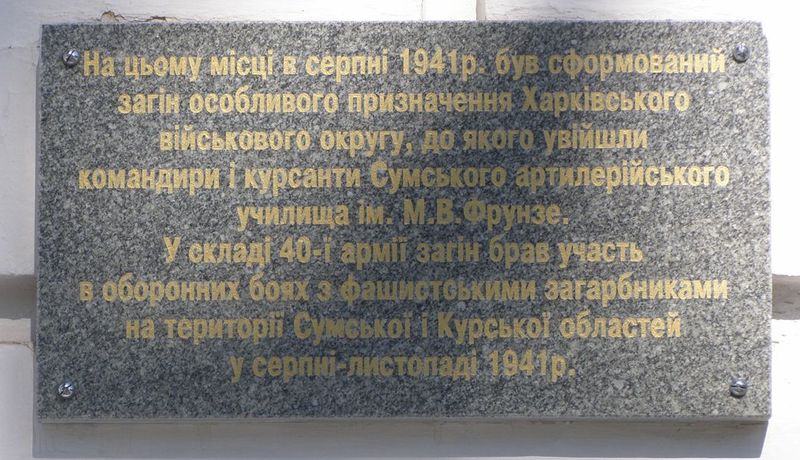 На цьому місці в серпні 1941р. був сформований
загін особливого призначення Харківського
військового округу, до якого увійшли
командири і курсанти Сумського артилерійського
училища ім. М.В.Фрунзе.
У складі 40-і армії загін брав участь
в оборонних боях з фашистськими загарбниками
на території Сумської і Курської областей
у серпні-листопаді 1941р.